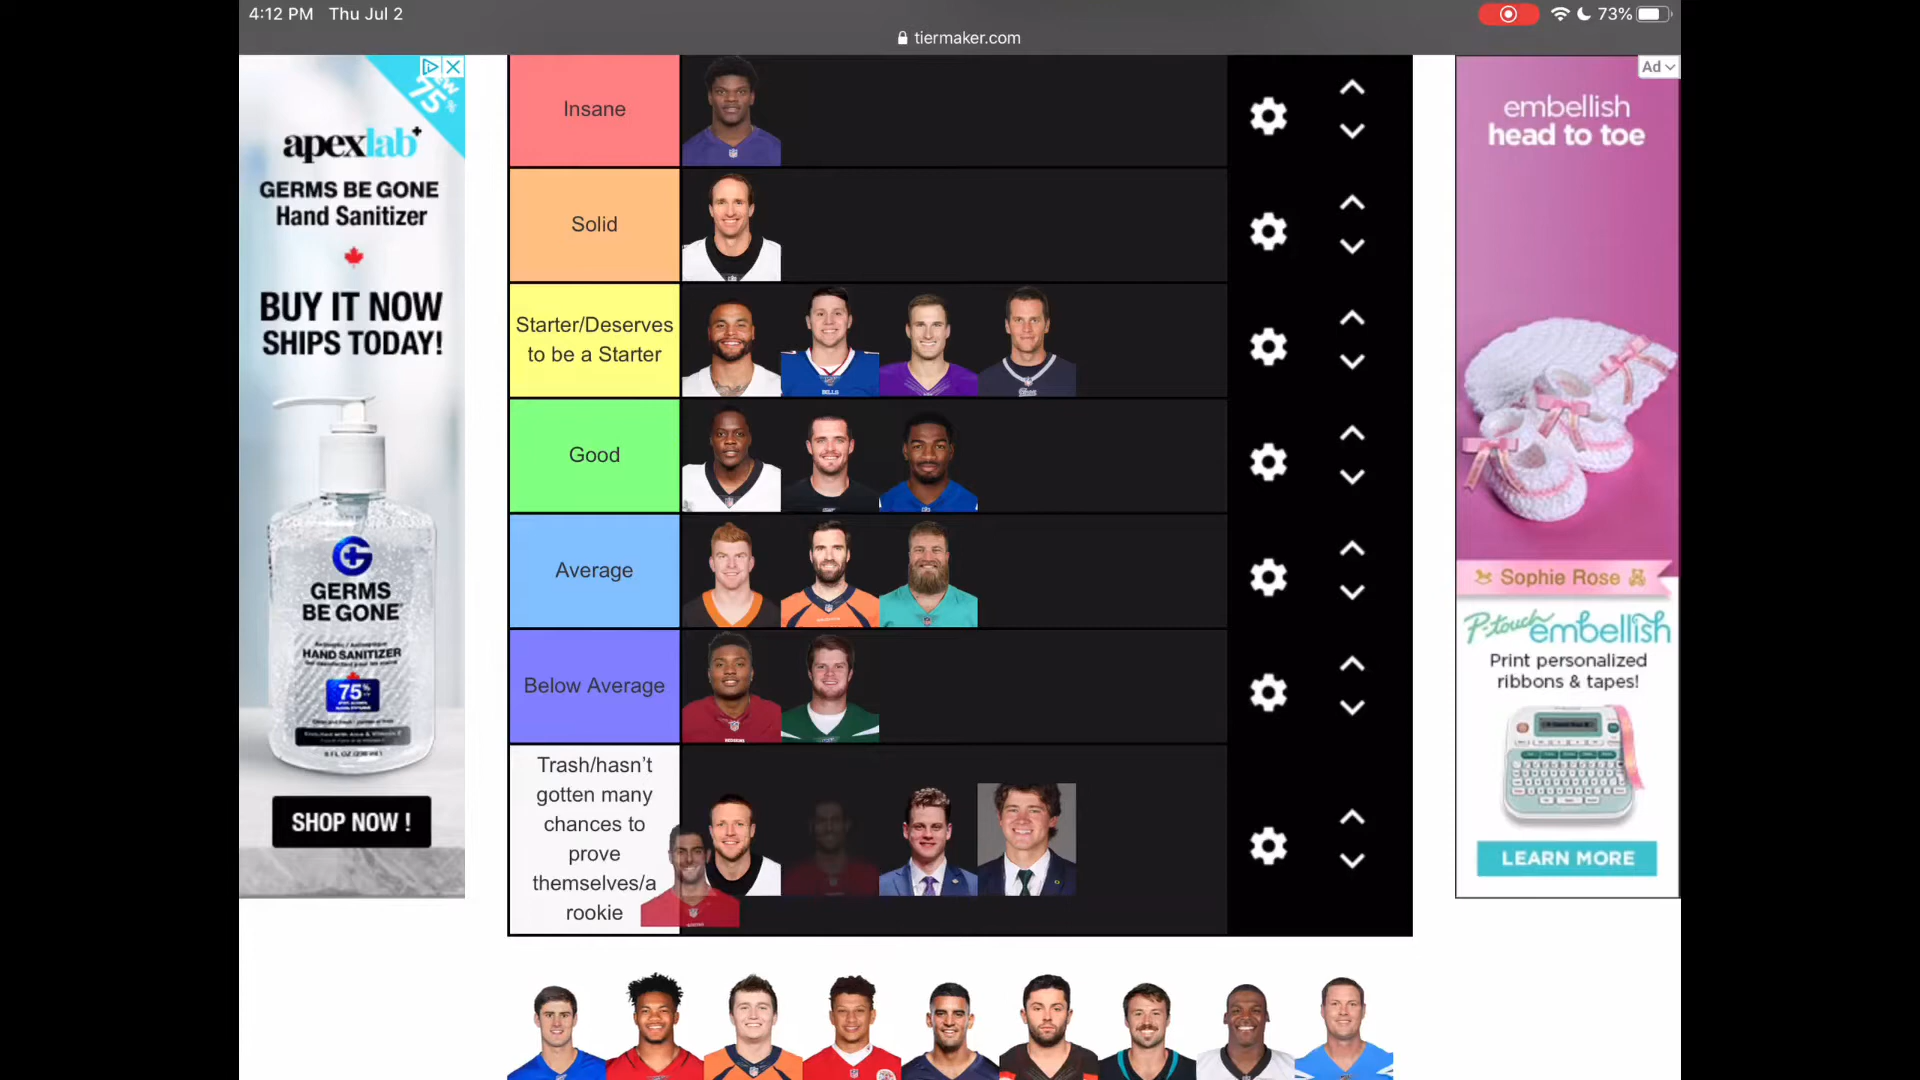 4:12 PM Thu Jul 2
73%
tiermaker.com
75%
apexlab+
GERMS BE GONE
Hand Sanitizer
BUY IT NOW
SHIPS TODAY!
GERMS
BE GONE
HAND SANITIZER
75%
SHOP NOW !
Insane
Solid
Starter/Deserves
to be a Starter
BILLS
Good
Average
Below Average
Trash/hasn't
gotten many
chances to
prove
themselves/a
rookie
Ad
embellish
head to toe
Sophie Rose
P-touch embellish
Print personalized
ribbons & tapes!
LEARN MORE